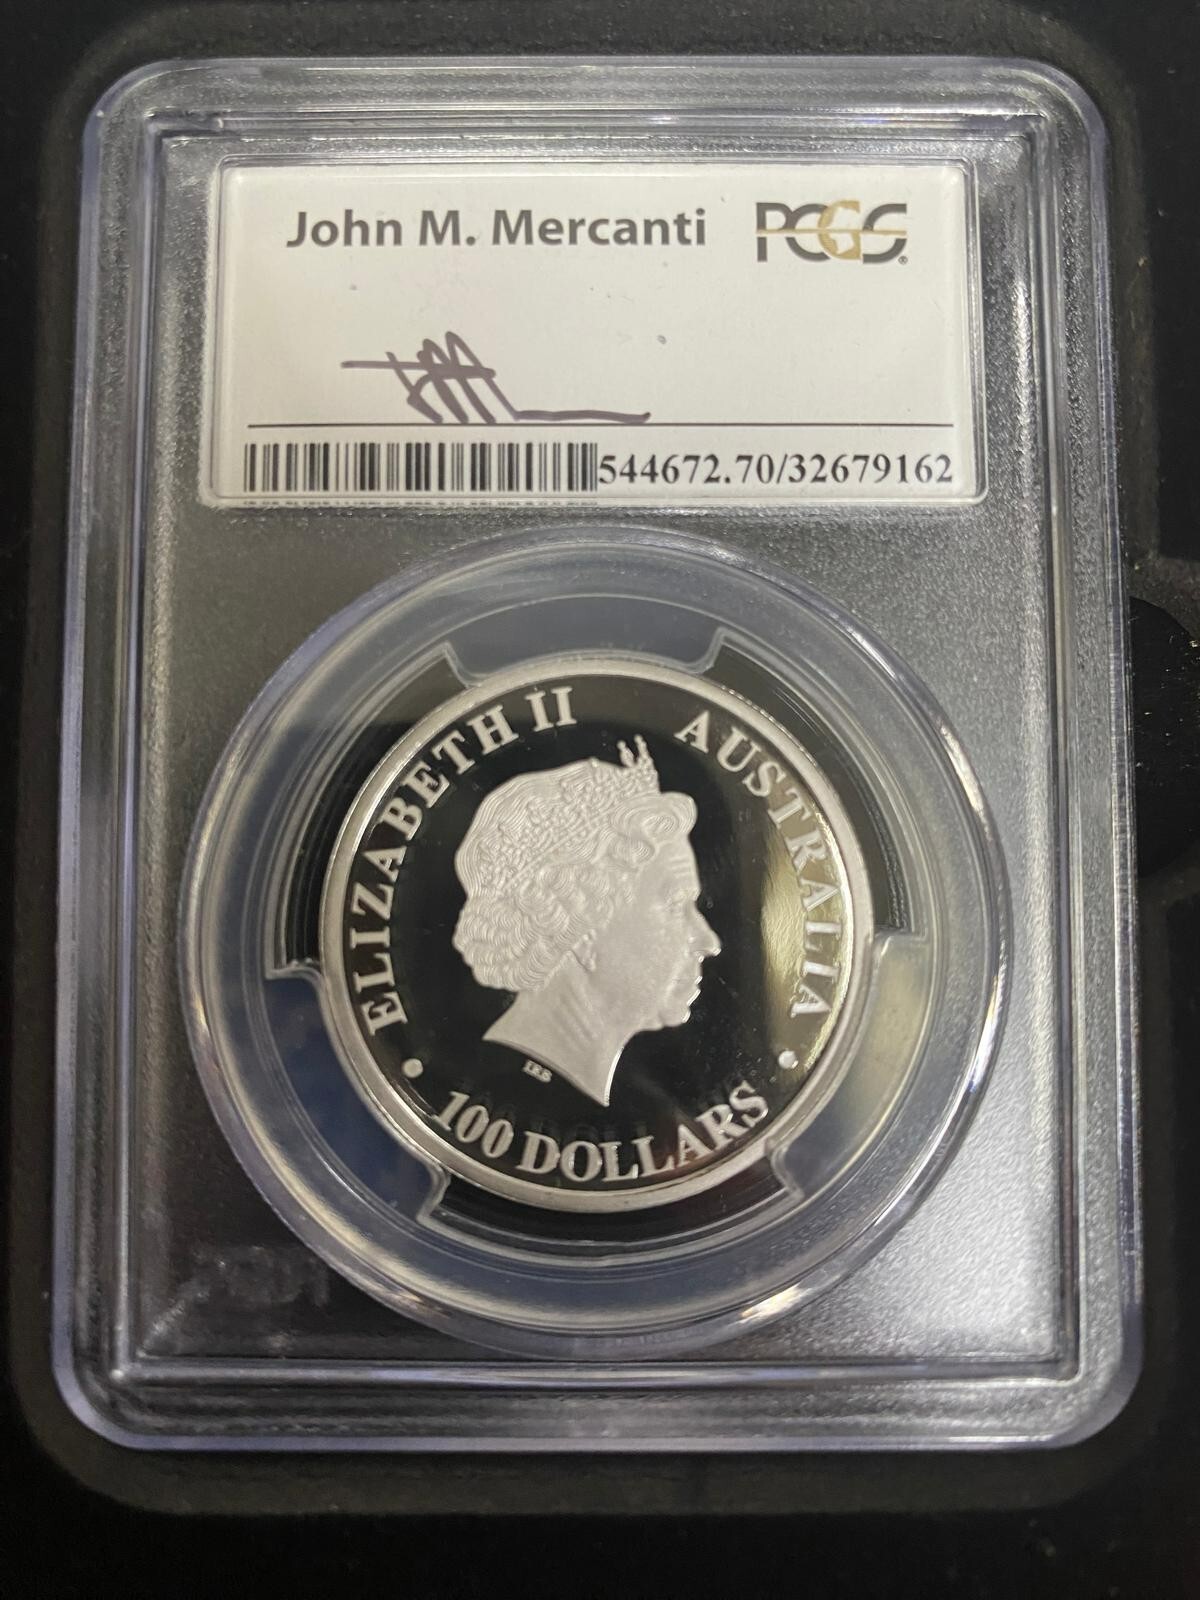 John M. Mercanti
PCGS
544672.70/32679162
ELIZABETH II
AUSTRALIA
IRB
100 DOLLARS